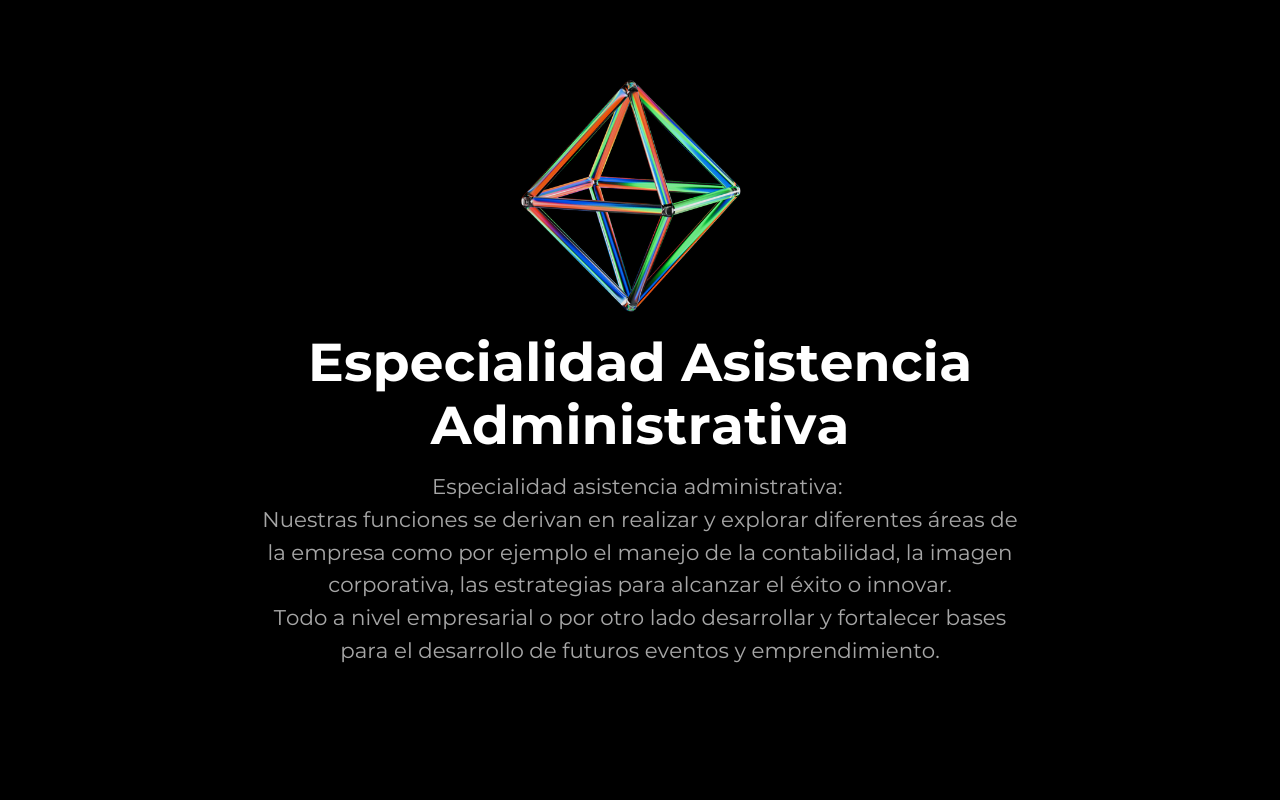 Especialidad Asistencia
Administrativa
Especialidad asistencia administrativa:
Nuestras funciones se derivan en realizar y explorar diferentes áreas de
la empresa como por ejemplo el manejo de la contabilidad, la imagen
corporativa, las estrategias para alcanzar el éxito o innovar.
Todo a nivel empresarial o por otro lado desarrollar y fortalecer bases
para el desarrollo de futuros eventos y emprendimiento.